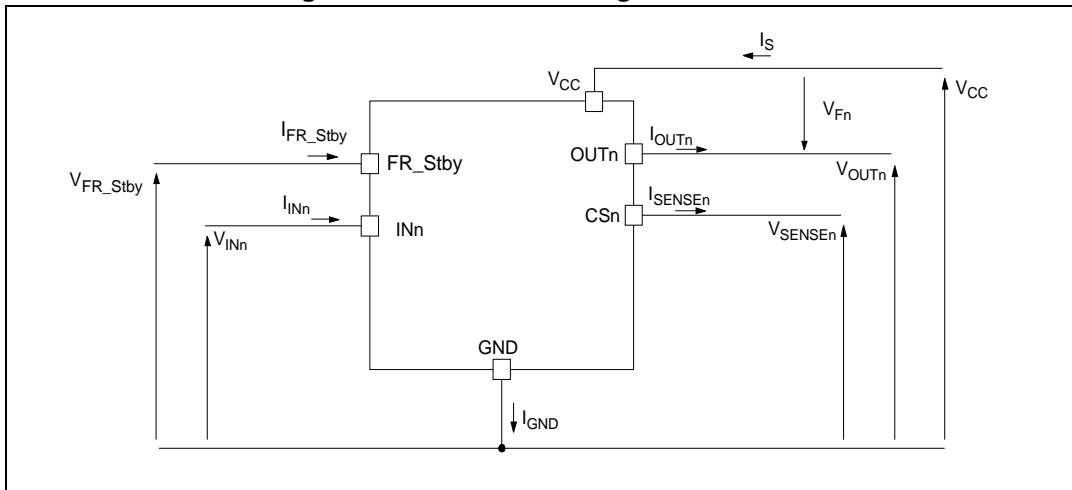 I_S
V_CC
V_CC
V_Fn
I_FR_Stby
I_OUTn
FR_Stby
OUTn
V_FR_Stby
V_OUTn
I_INn
I_SENSEn
INn
CSn
V_INn
V_SENSEn
GND
I_GND